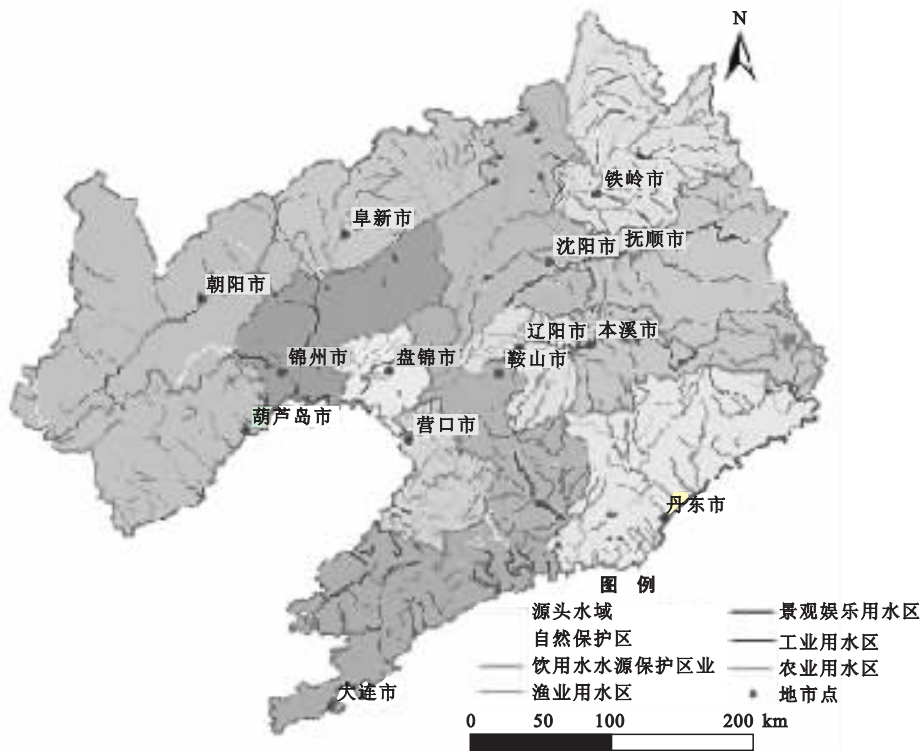 N
铁岭市
阜新市
沈阳市
抚顺市
朝阳市
辽阳市
本溪市
锦州市
盘锦市
鞍山市
葫芦岛市
营口市
丹东市
大连市
图 例
源头水域
景观娱乐用水区
自然保护区
工业用水区
饮用水水源保护区业
农业用水区
渔业用水区
地市点
0 50 100 200 km